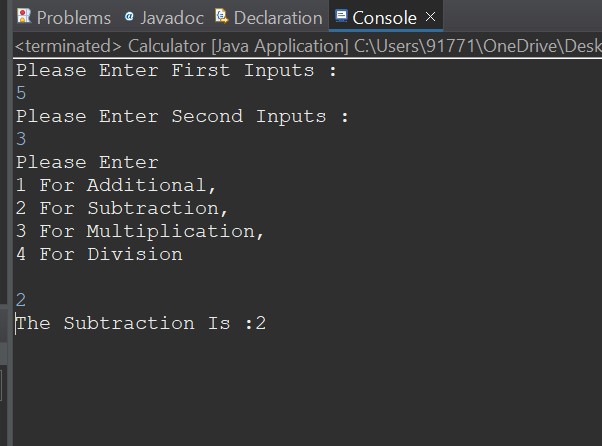 Problems @ Javadoc Declaration Console ×
<terminated> Calculator [Java Application] C:\Users\91771\OneDrive\Desk
Please Enter First Inputs :
5
Please Enter Second Inputs :
3
Please Enter
1 For Additional,
2 For Subtraction,
3 For Multiplication,
4 For Division
2
The Subtraction Is :2